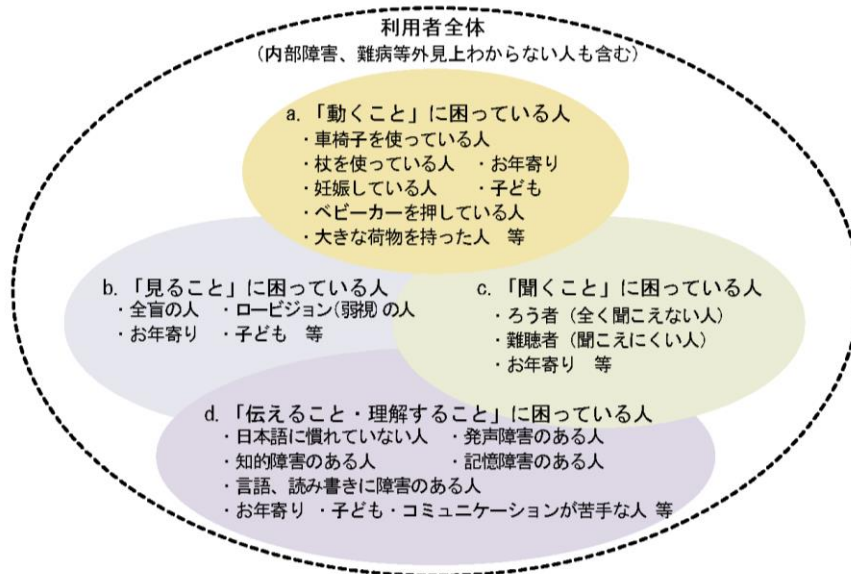 利用者全体
(内部障害、難病等外見上わからない人も含む)
a. 「動くこと」に困っている人
・車椅子を使っている人
・杖を使っている人 ・お年寄り
・妊娠している人 ・子ども
・ベビーカーを押している人
・大きな荷物を持った人 等
b. 「見ること」に困っている人
・全盲の人 ・ロービジョン(弱視)の人
・お年寄り ・子ども 等
c. 「聞くこと」に困っている人
・ろう者(全く聞こえない人)
・難聴者(聞こえにくい人)
・お年寄り 等
d. 「伝えること・理解すること」に困っている人
・日本語に慣れていない人 ・発声障害のある人
・知的障害のある人 ・記憶障害のある人
・言語、読み書きに障害のある人
・お年寄り ・子ども・コミュニケーションが苦手な人 等